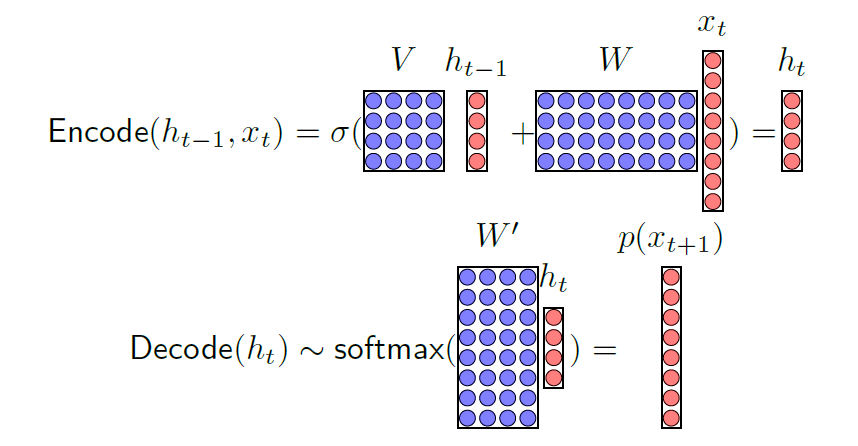 x_t
V h_{t−1} W h_t
Encode(h_{t−1}, x_t) = σ( + ) =
W′ p(x_{t+1})
h_t
Decode(h_t) ∼ softmax( ) =